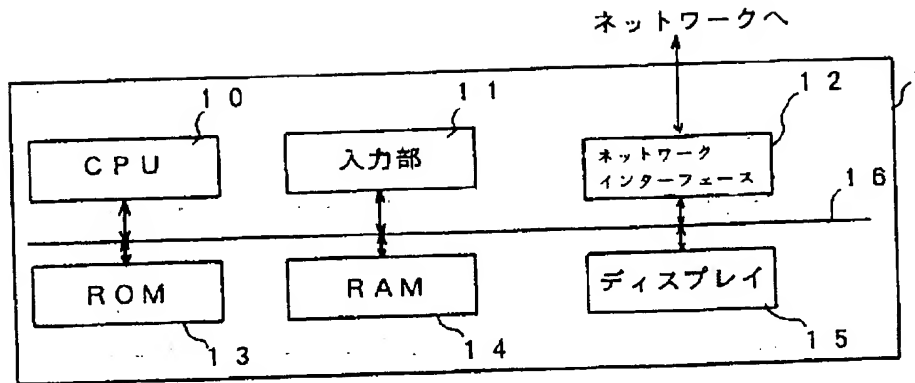 ネットワークへ
10
11
12
CPU
入力部
ネットワーク
インターフェース
16
ROM
RAM
ディスプレイ
13
14
15